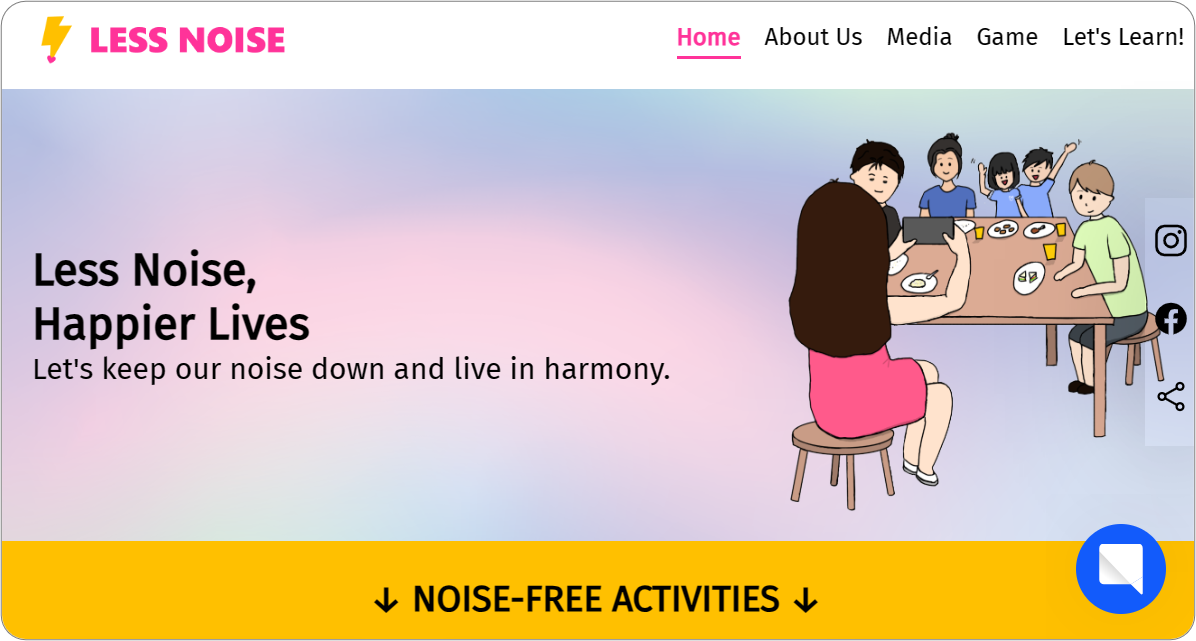 LESS NOISE
Home About Us Media Game Let's Learn!
Less Noise,
Happier Lives
Let's keep our noise down and live in harmony.
↓ NOISE-FREE ACTIVITIES ↓